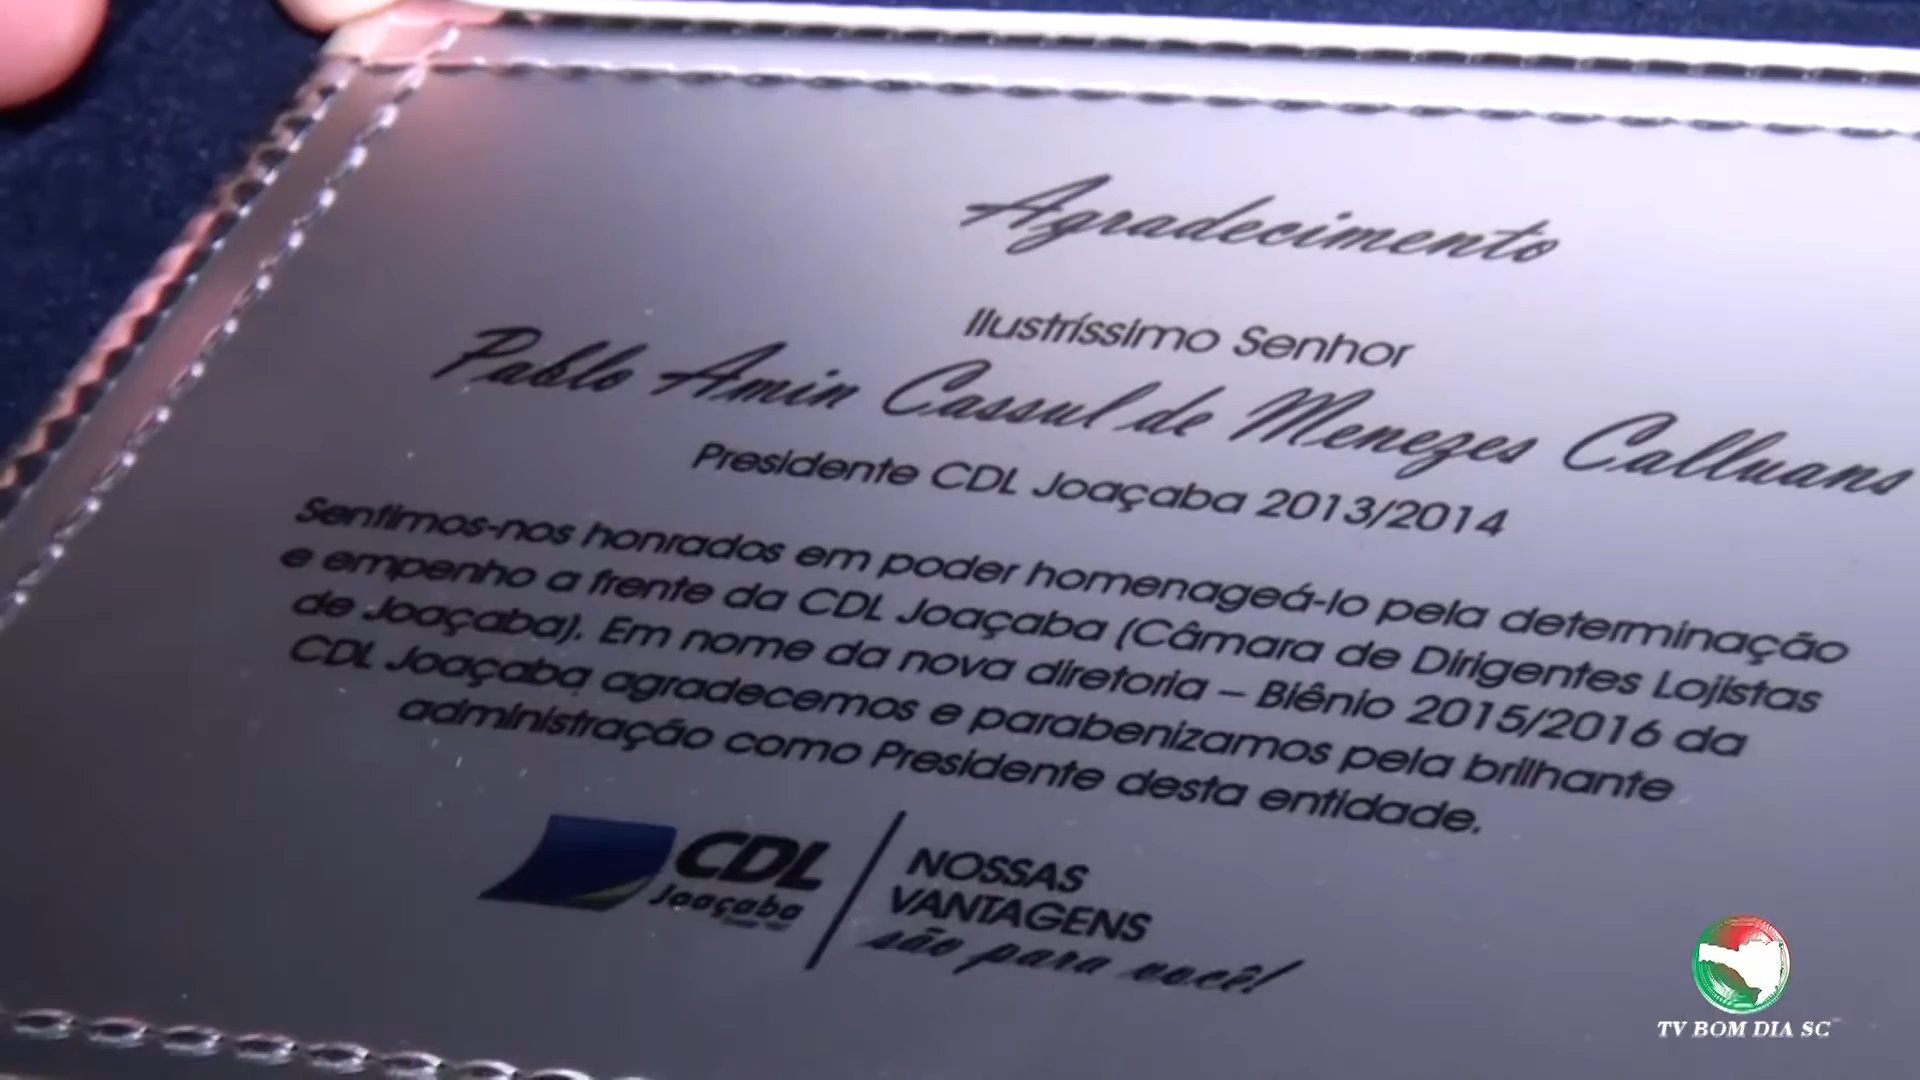 Agradecimento
Ilustríssimo Senhor
Pablo Amin Cassul de Menezes Calluans
Presidente CDL Joaçaba 2013/2014
Sentimos-nos honrados em poder homenageá-lo pela determinação
e empenho a frente da CDL Joaçaba (Câmara de Dirigentes Lojistas
de Joaçaba). Em nome da nova diretoria – Biênio 2015/2016 da
CDL Joaçaba agradecemos e parabenizamos pela brilhante
administração como Presidente desta entidade.
CDL
Joaçaba
NOSSAS
VANTAGENS
são para você!
TV BOM DIA SC